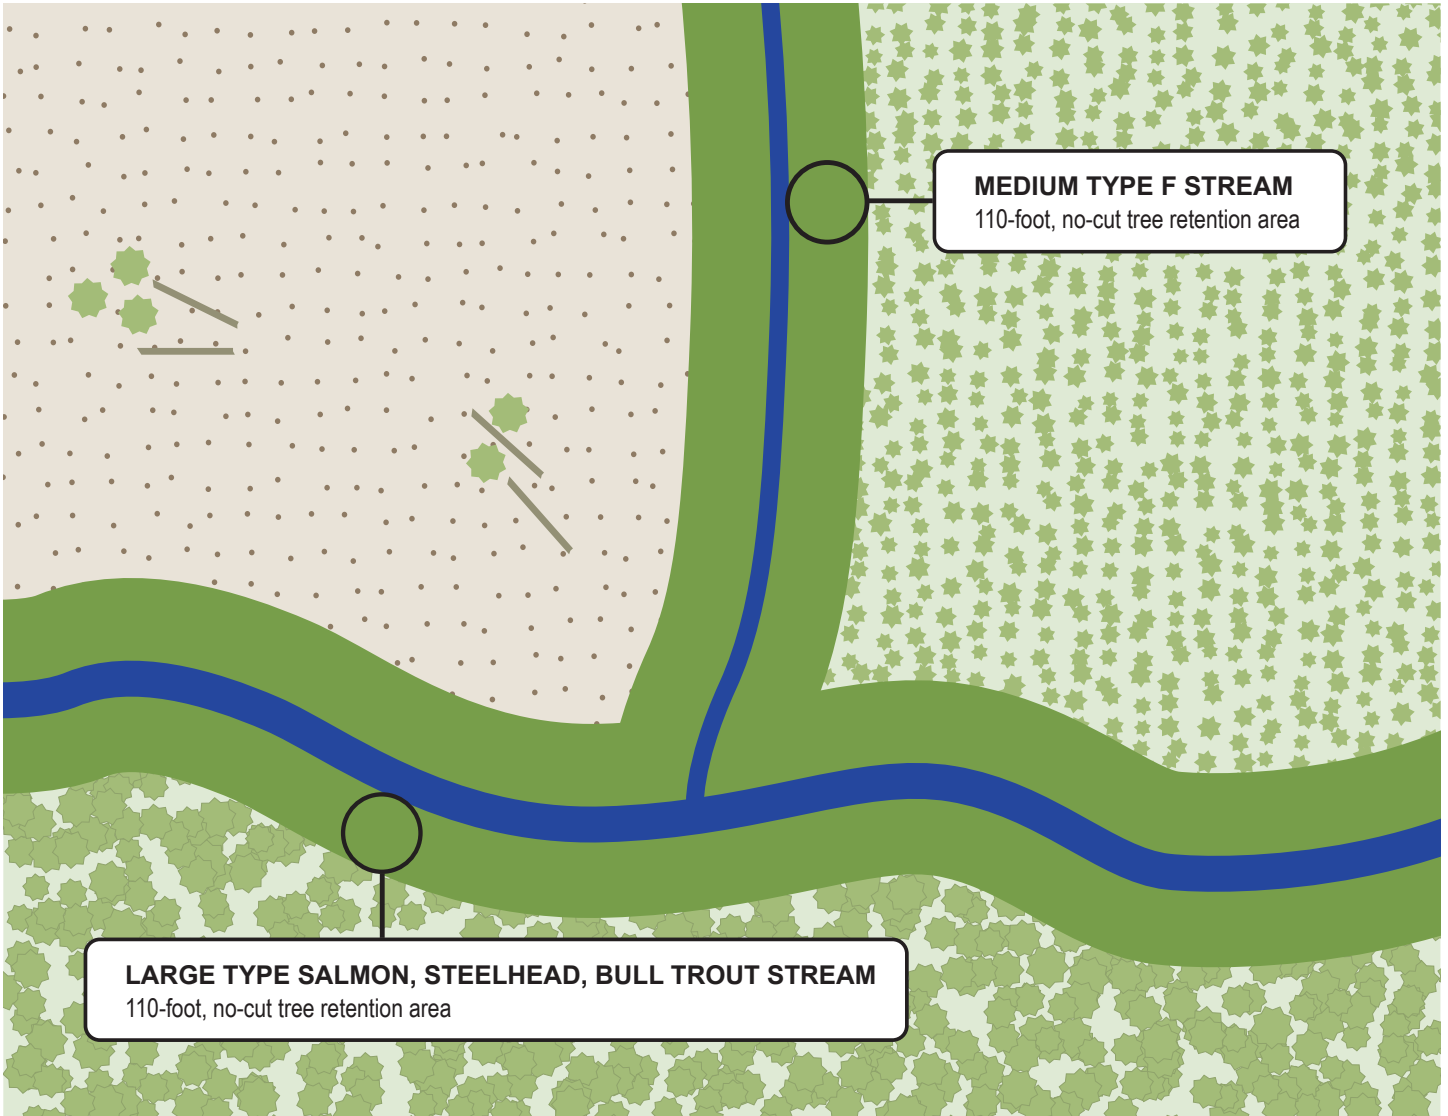 MEDIUM TYPE F STREAM
110-foot, no-cut tree retention area
LARGE TYPE SALMON, STEELHEAD, BULL TROUT STREAM
110-foot, no-cut tree retention area